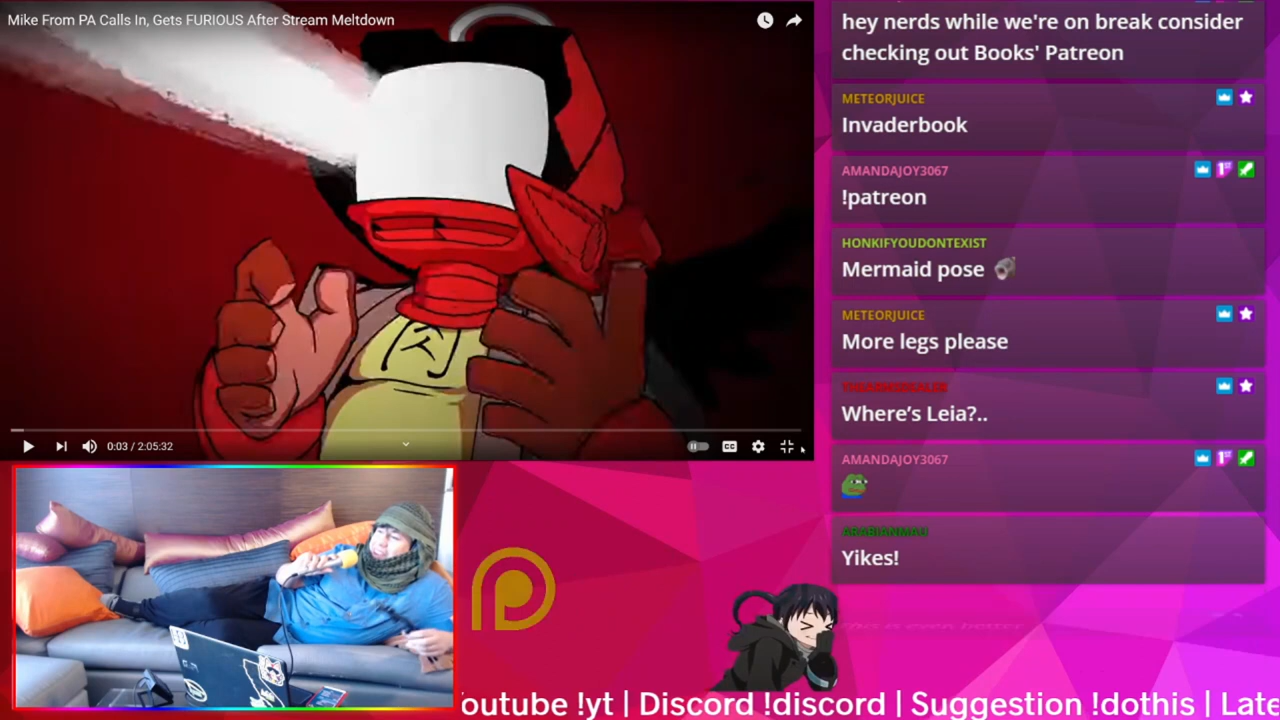 Mike From PA Calls In, Gets FURIOUS After Stream Meltdown
0:03 / 2:05:32
CC
hey nerds while we're on break consider
checking out Books' Patreon
METEORJUICE
Invaderbook
AMANDAJOY3067
!patreon
HONKIFYOUDONTEXIST
Mermaid pose
METEORJUICE
More legs please
Where's Leia?..
AMANDAJOY3067
ARABIANMAU
Yikes!
outube !yt | Discord !discord | Suggestion !dothis | Late